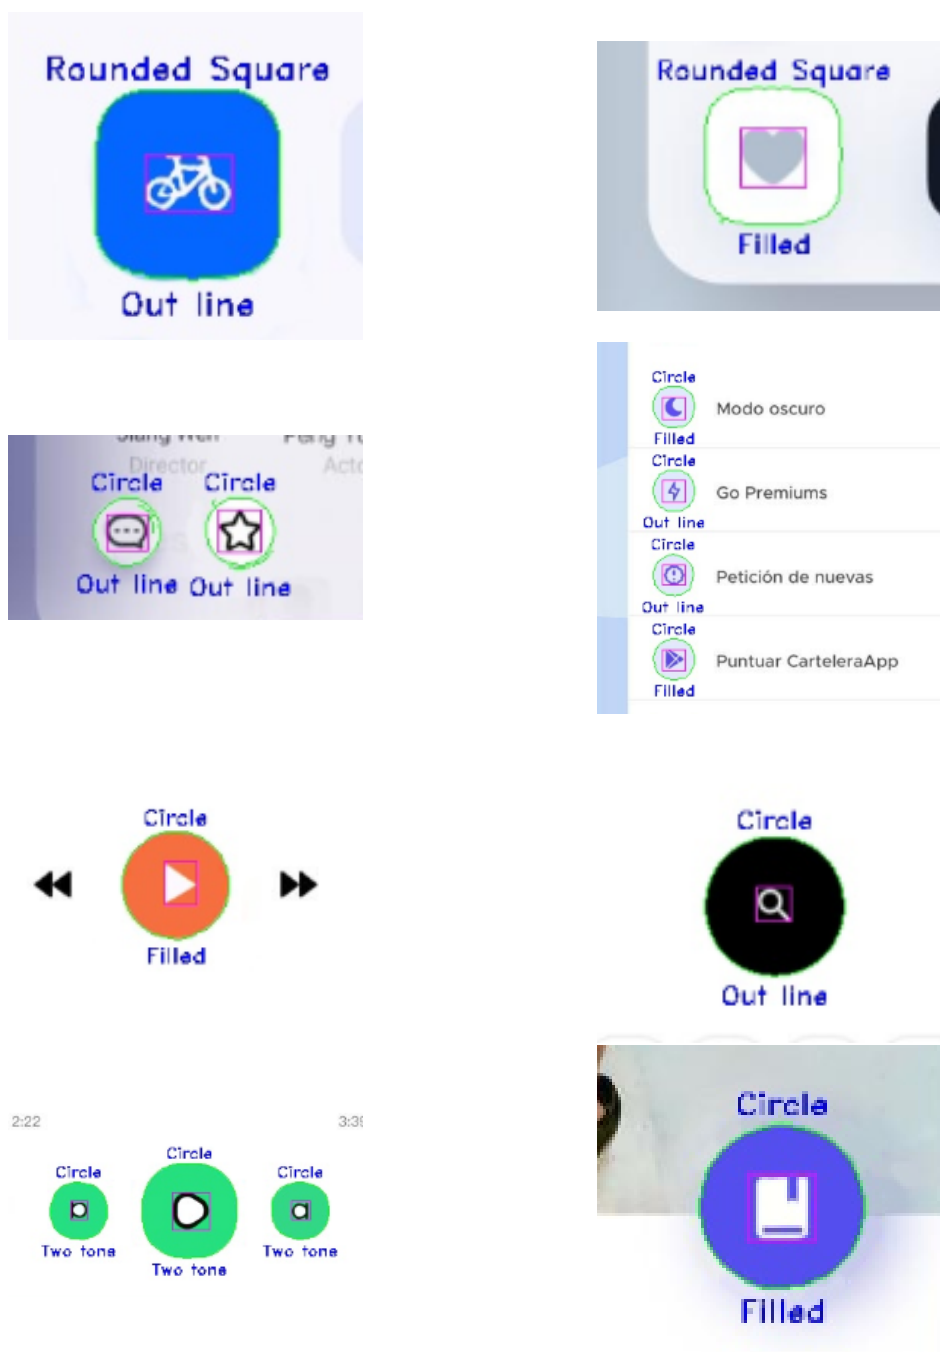 Rounded Square
Out line
Rounded Square
Filled
Director
Circle Circle
Out line Out line
Circle
Modo oscuro
Filled
Circle
Go Premiums
Out line
Circle
Petición de nuevas
Out line
Circle
Puntuar CarteleraApp
Filled
Circle
Filled
Circle
Out line
2:22 3:39
Circle
Circle Circle
Two tone Two tone
Two tone
Circle
Filled